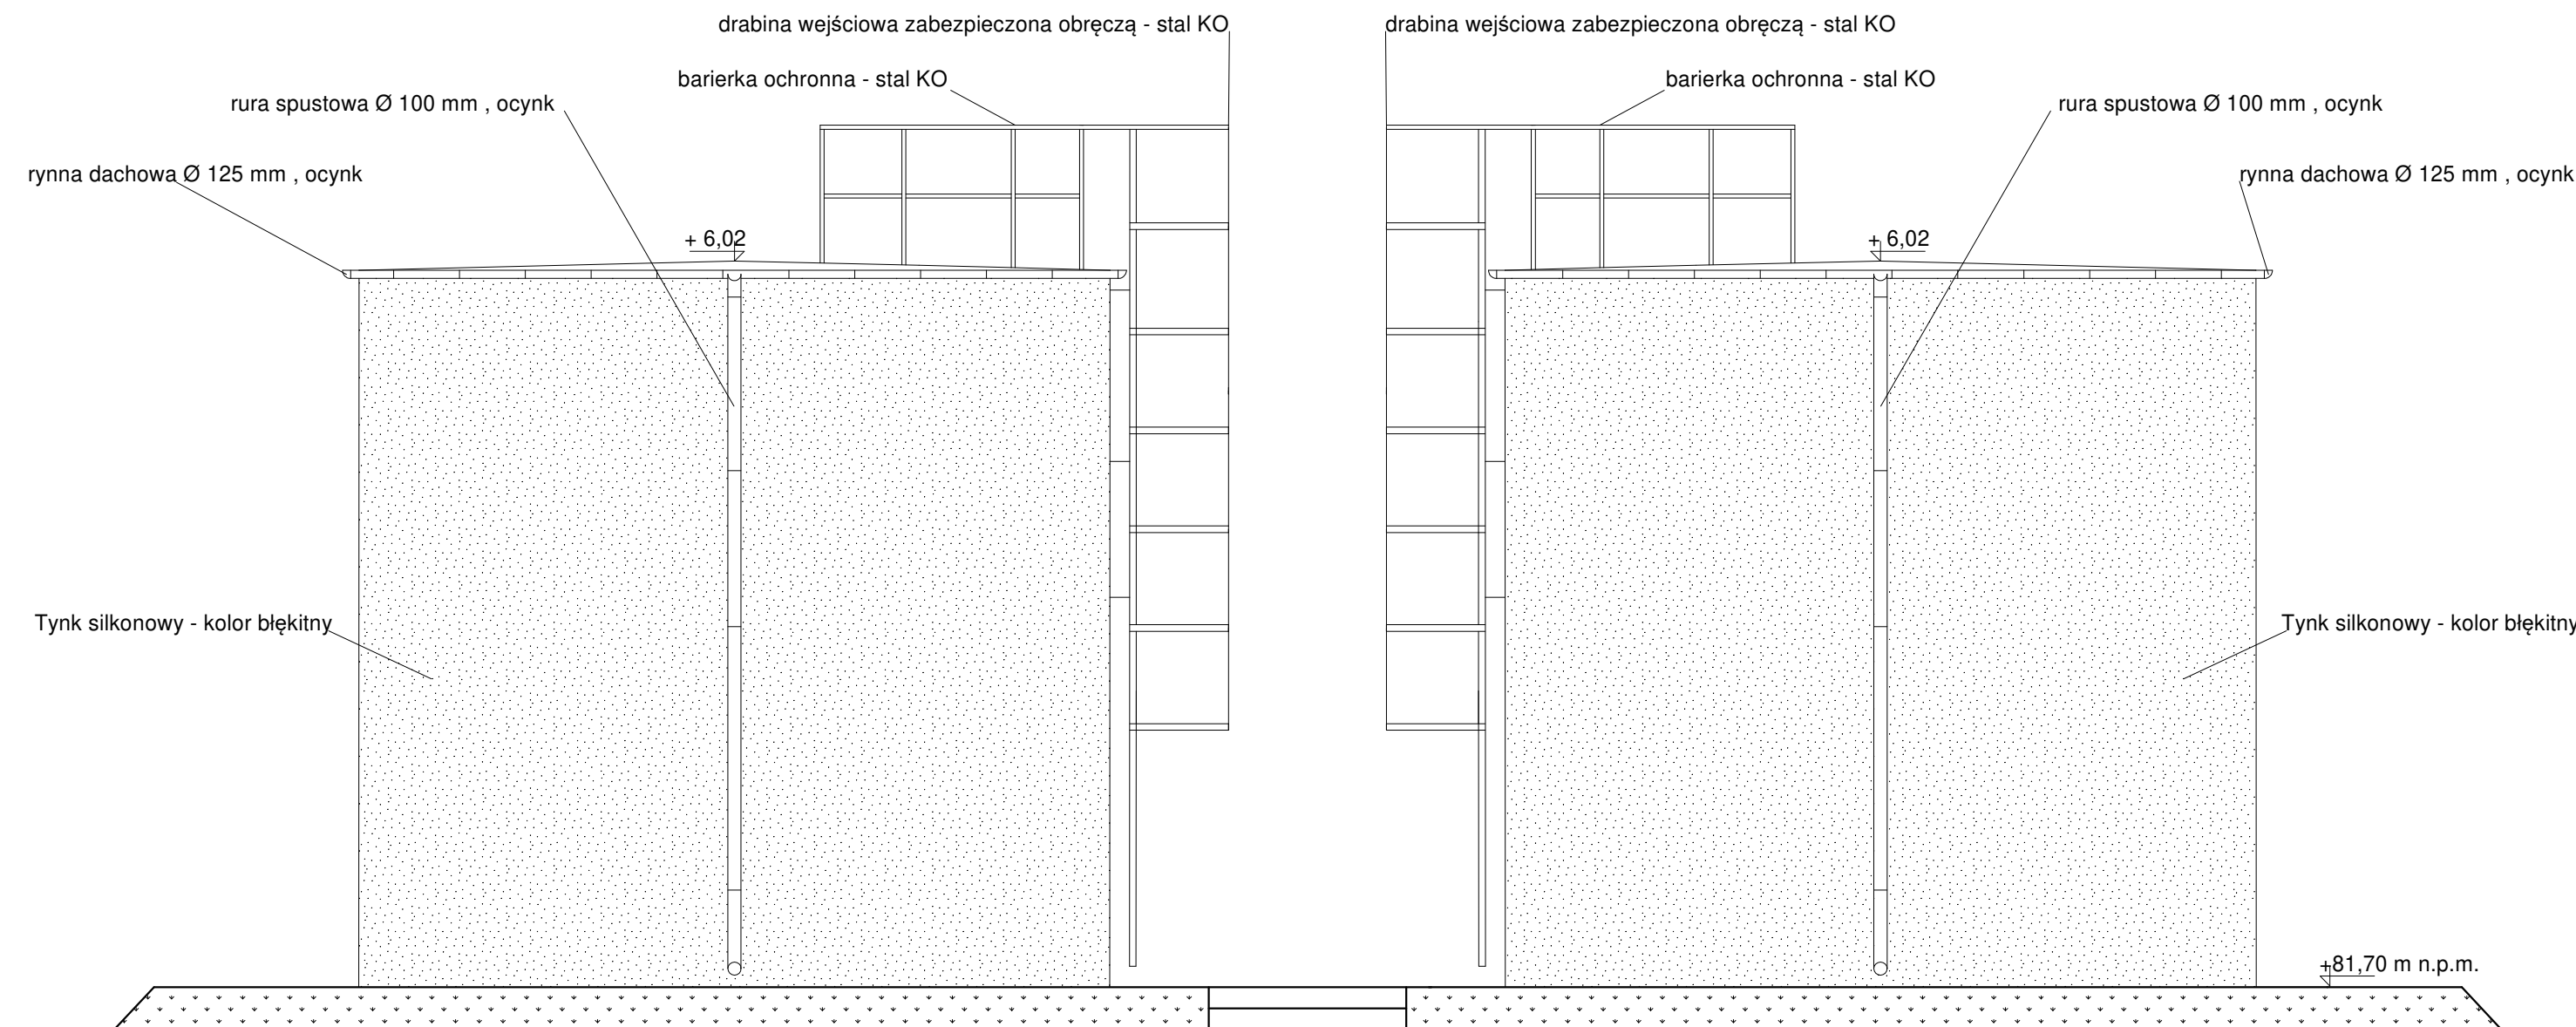 drabina wejściowa zabezpieczona obręczą - stal KO
drabina wejściowa zabezpieczona obręczą - stal KO
barierka ochronna - stal KO
barierka ochronna - stal KO
rura spustowa Ø 100 mm , ocynk
rura spustowa Ø 100 mm , ocynk
rynna dachowa Ø 125 mm , ocynk
rynna dachowa Ø 125 mm , ocynk
+ 6,02
+ 6,02
Tynk silkonowy - kolor błękitny
Tynk silkonowy - kolor błękitny
+81,70 m n.p.m.